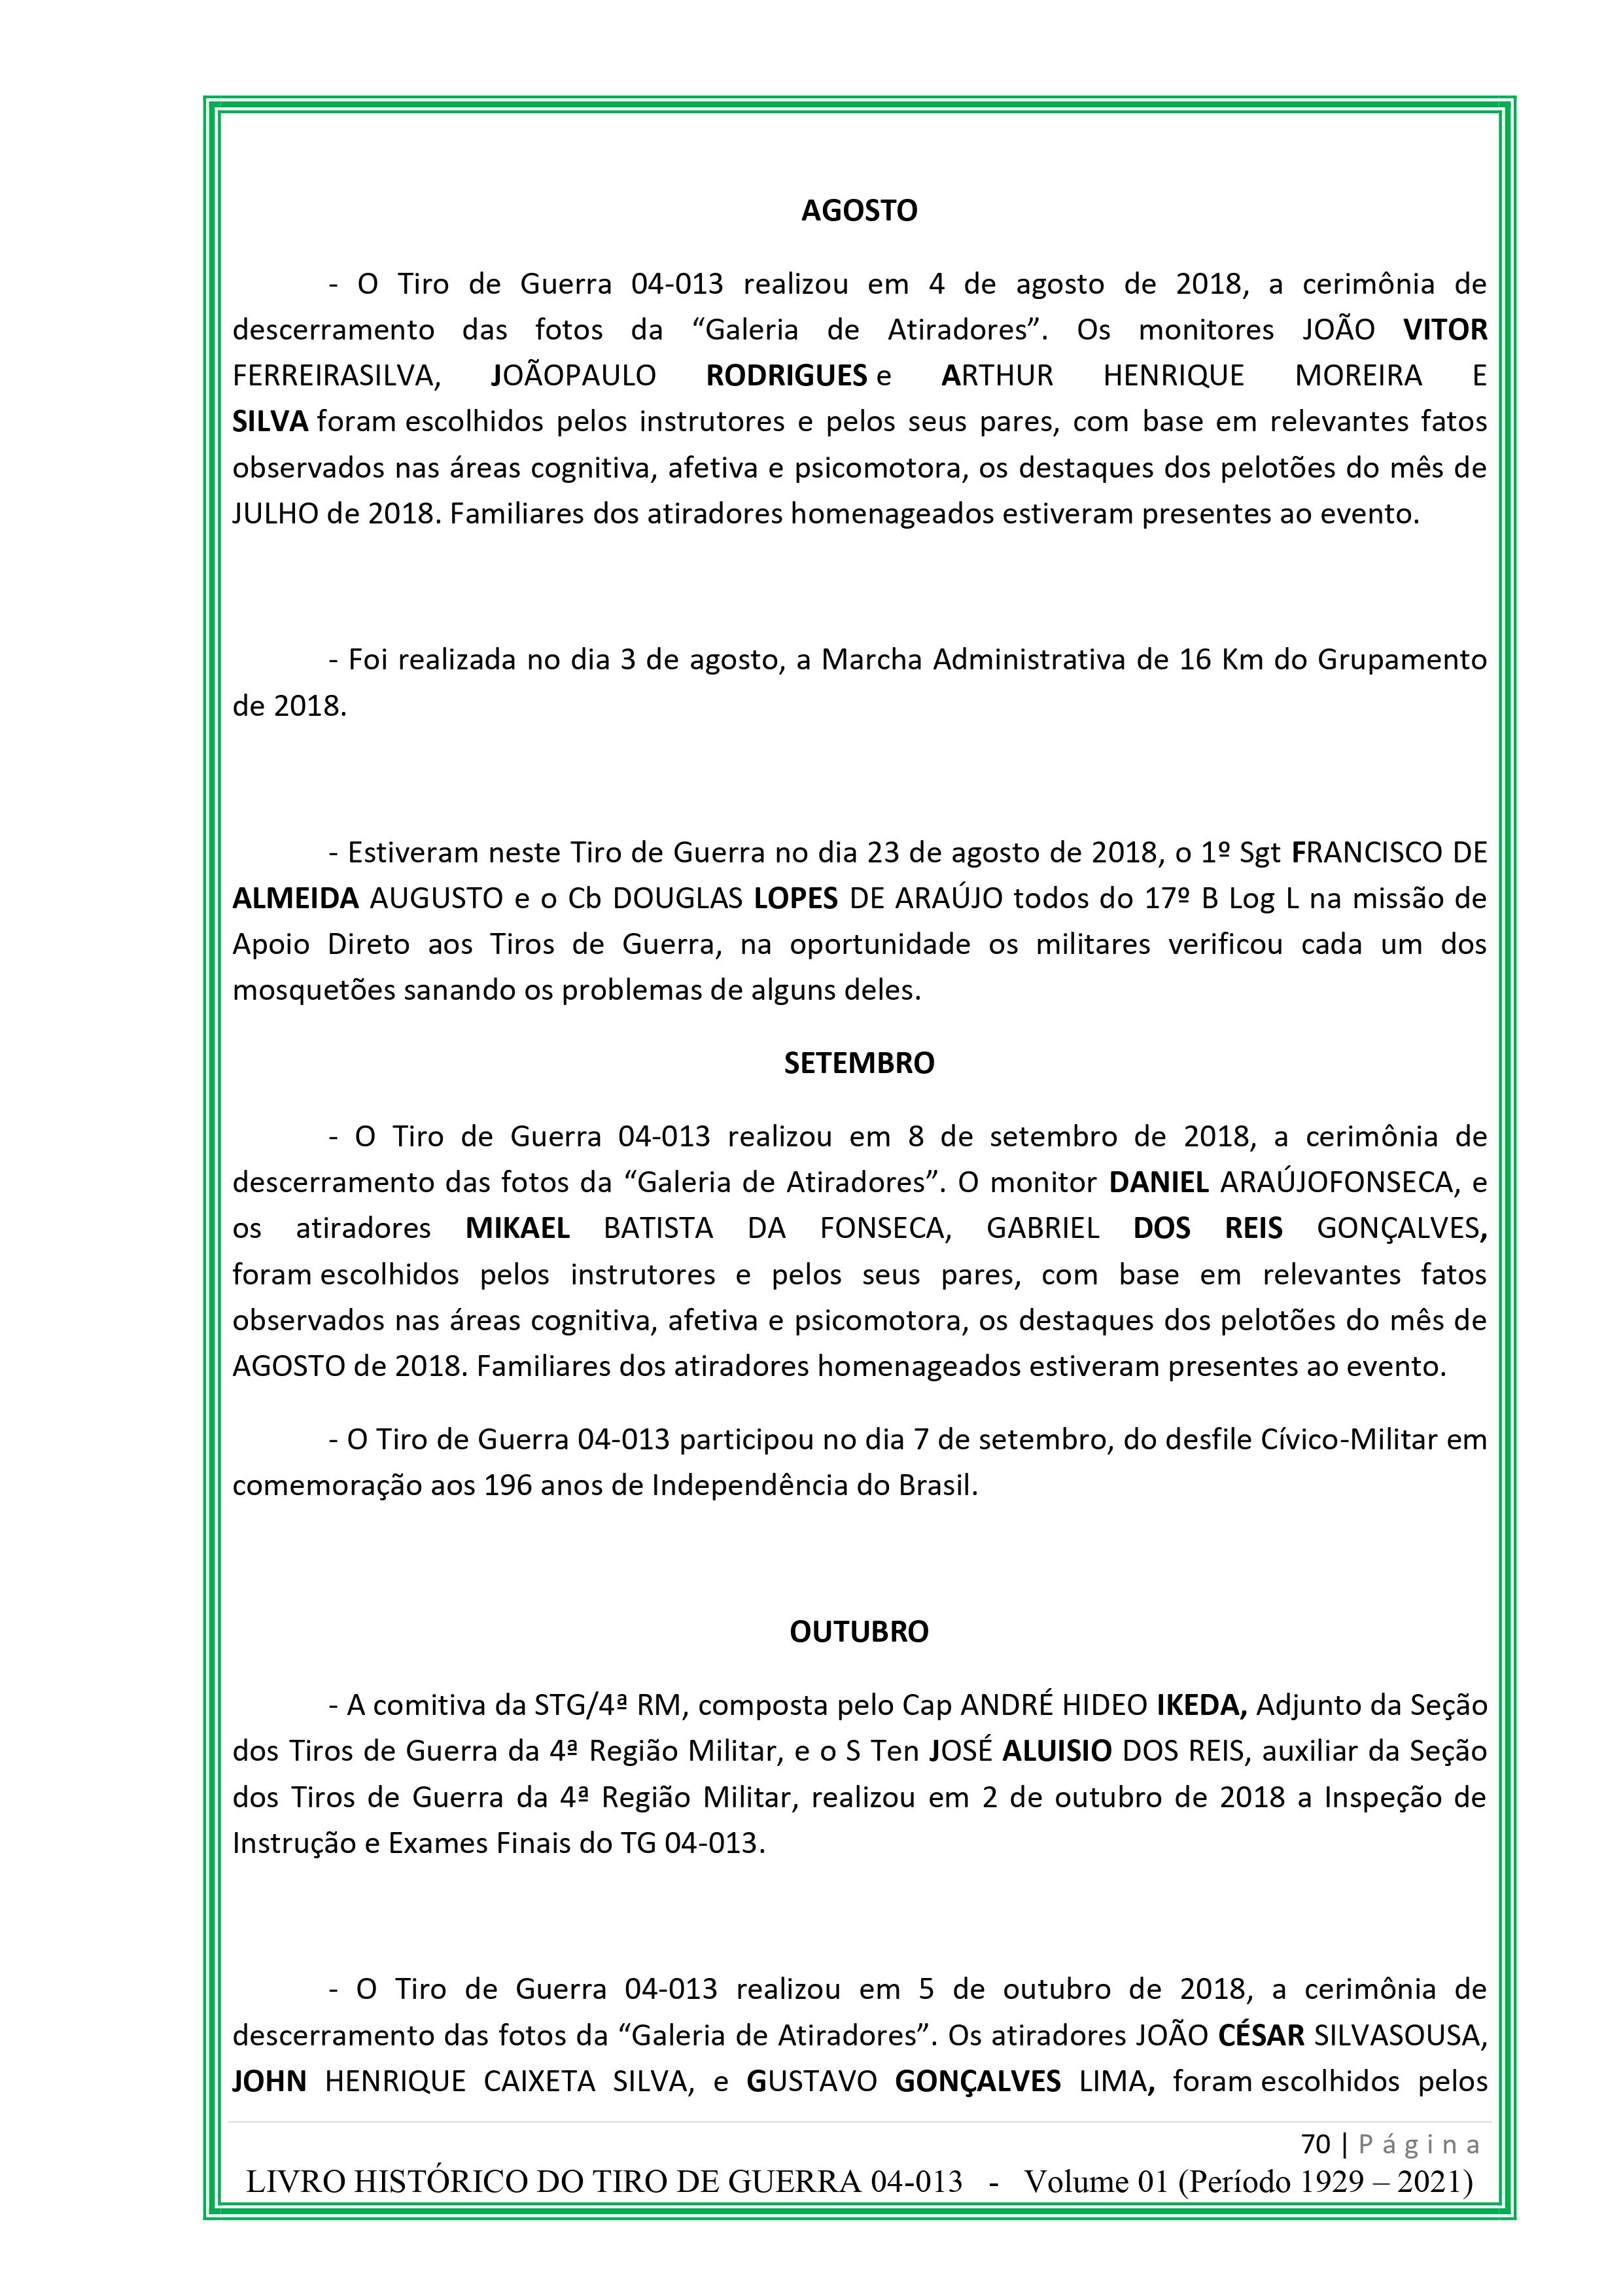 AGOSTO
- O Tiro de Guerra 04-013 realizou em 4 de agosto de 2018, a cerimônia de
descerramento das fotos da “Galeria de Atiradores”. Os monitores JOÃO VITOR
FERREIRASILVA, JOÃOPAULO RODRIGUES e ARTHUR HENRIQUE MOREIRA E
SILVA foram escolhidos pelos instrutores e pelos seus pares, com base em relevantes fatos
observados nas áreas cognitiva, afetiva e psicomotora, os destaques dos pelotões do mês de
JULHO de 2018. Familiares dos atiradores homenageados estiveram presentes ao evento.
- Foi realizada no dia 3 de agosto, a Marcha Administrativa de 16 Km do Grupamento
de 2018.
- Estiveram neste Tiro de Guerra no dia 23 de agosto de 2018, o 1º Sgt FRANCISCO DE
ALMEIDA AUGUSTO e o Cb DOUGLAS LOPES DE ARAÚJO todos do 17º B Log L na missão de
Apoio Direto aos Tiros de Guerra, na oportunidade os militares verificou cada um dos
mosquetões sanando os problemas de alguns deles.
SETEMBRO
- O Tiro de Guerra 04-013 realizou em 8 de setembro de 2018, a cerimônia de
descerramento das fotos da “Galeria de Atiradores”. O monitor DANIEL ARAÚJOFONSECA, e
os atiradores MIKAEL BATISTA DA FONSECA, GABRIEL DOS REIS GONÇALVES,
foram escolhidos pelos instrutores e pelos seus pares, com base em relevantes fatos
observados nas áreas cognitiva, afetiva e psicomotora, os destaques dos pelotões do mês de
AGOSTO de 2018. Familiares dos atiradores homenageados estiveram presentes ao evento.
- O Tiro de Guerra 04-013 participou no dia 7 de setembro, do desfile Cívico-Militar em
comemoração aos 196 anos de Independência do Brasil.
OUTUBRO
- A comitiva da STG/4ª RM, composta pelo Cap ANDRÉ HIDEO IKEDA, Adjunto da Seção
dos Tiros de Guerra da 4ª Região Militar, e o S Ten JOSÉ ALUISIO DOS REIS, auxiliar da Seção
dos Tiros de Guerra da 4ª Região Militar, realizou em 2 de outubro de 2018 a Inspeção de
Instrução e Exames Finais do TG 04-013.
- O Tiro de Guerra 04-013 realizou em 5 de outubro de 2018, a cerimônia de
descerramento das fotos da “Galeria de Atiradores”. Os atiradores JOÃO CÉSAR SILVASOUSA,
JOHN HENRIQUE CAIXETA SILVA, e GUSTAVO GONÇALVES LIMA, foram escolhidos pelos
70 | Página
LIVRO HISTÓRICO DO TIRO DE GUERRA 04-013 - Volume 01 (Período 1929 – 2021)